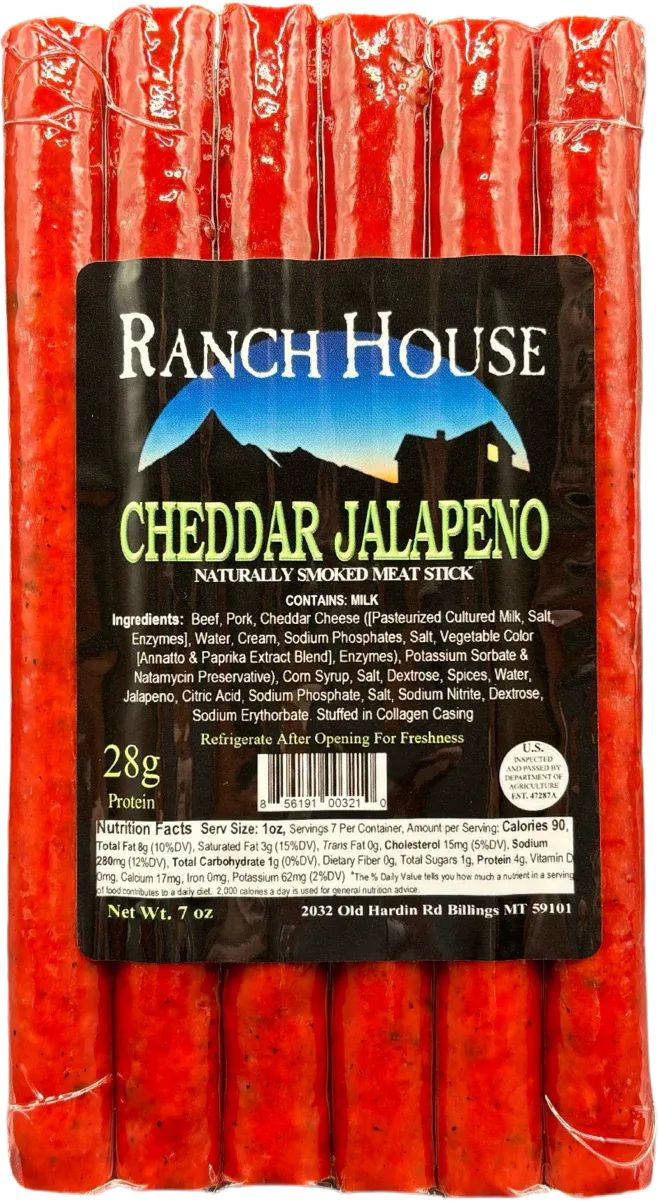 RANCH HOUSE
CHEDDAR JALAPENO
NATURALLY SMOKED MEAT STICK
CONTAINS: MILK
Ingredients: Beef, Pork, Cheddar Cheese ([Pasteurized Cultured Milk, Salt,
Enzymes], Water, Cream, Sodium Phosphates, Salt, Vegetable Color
[Annatto & Paprika Extract Blend], Enzymes), Potassium Sorbate &
Natamycin Preservative), Corn Syrup, Salt, Dextrose, Spices, Water,
Jalapeno, Citric Acid, Sodium Phosphate, Salt, Sodium Nitrite, Dextrose,
Sodium Erythorbate. Stuffed in Collagen Casing
Refrigerate After Opening For Freshness
28g
Protein
8 56191 00321 0
U.S.
INSPECTED
AND PASSED BY
DEPARTMENT OF
AGRICULTURE
EST. 47287A
Nutrition Facts Serv Size: 1oz, Servings 7 Per Container, Amount per Serving: Calories 90,
Total Fat 8g (10%DV), Saturated Fat 3g (15%DV), Trans Fat 0g, Cholesterol 15mg (5%DV), Sodium
280mg (12%DV), Total Carbohydrate 1g (0%DV), Dietary Fiber 0g, Total Sugars 1g, Protein 4g, Vitamin D
0mg, Calcium 17mg, Iron 0mg, Potassium 62mg (2%DV) *The % Daily Value tells you how much a nutrient in a serving
of food contributes to a daily diet. 2,000 calories a day is used for general nutrition advice.
Net Wt. 7 oz
2032 Old Hardin Rd Billings MT 59101